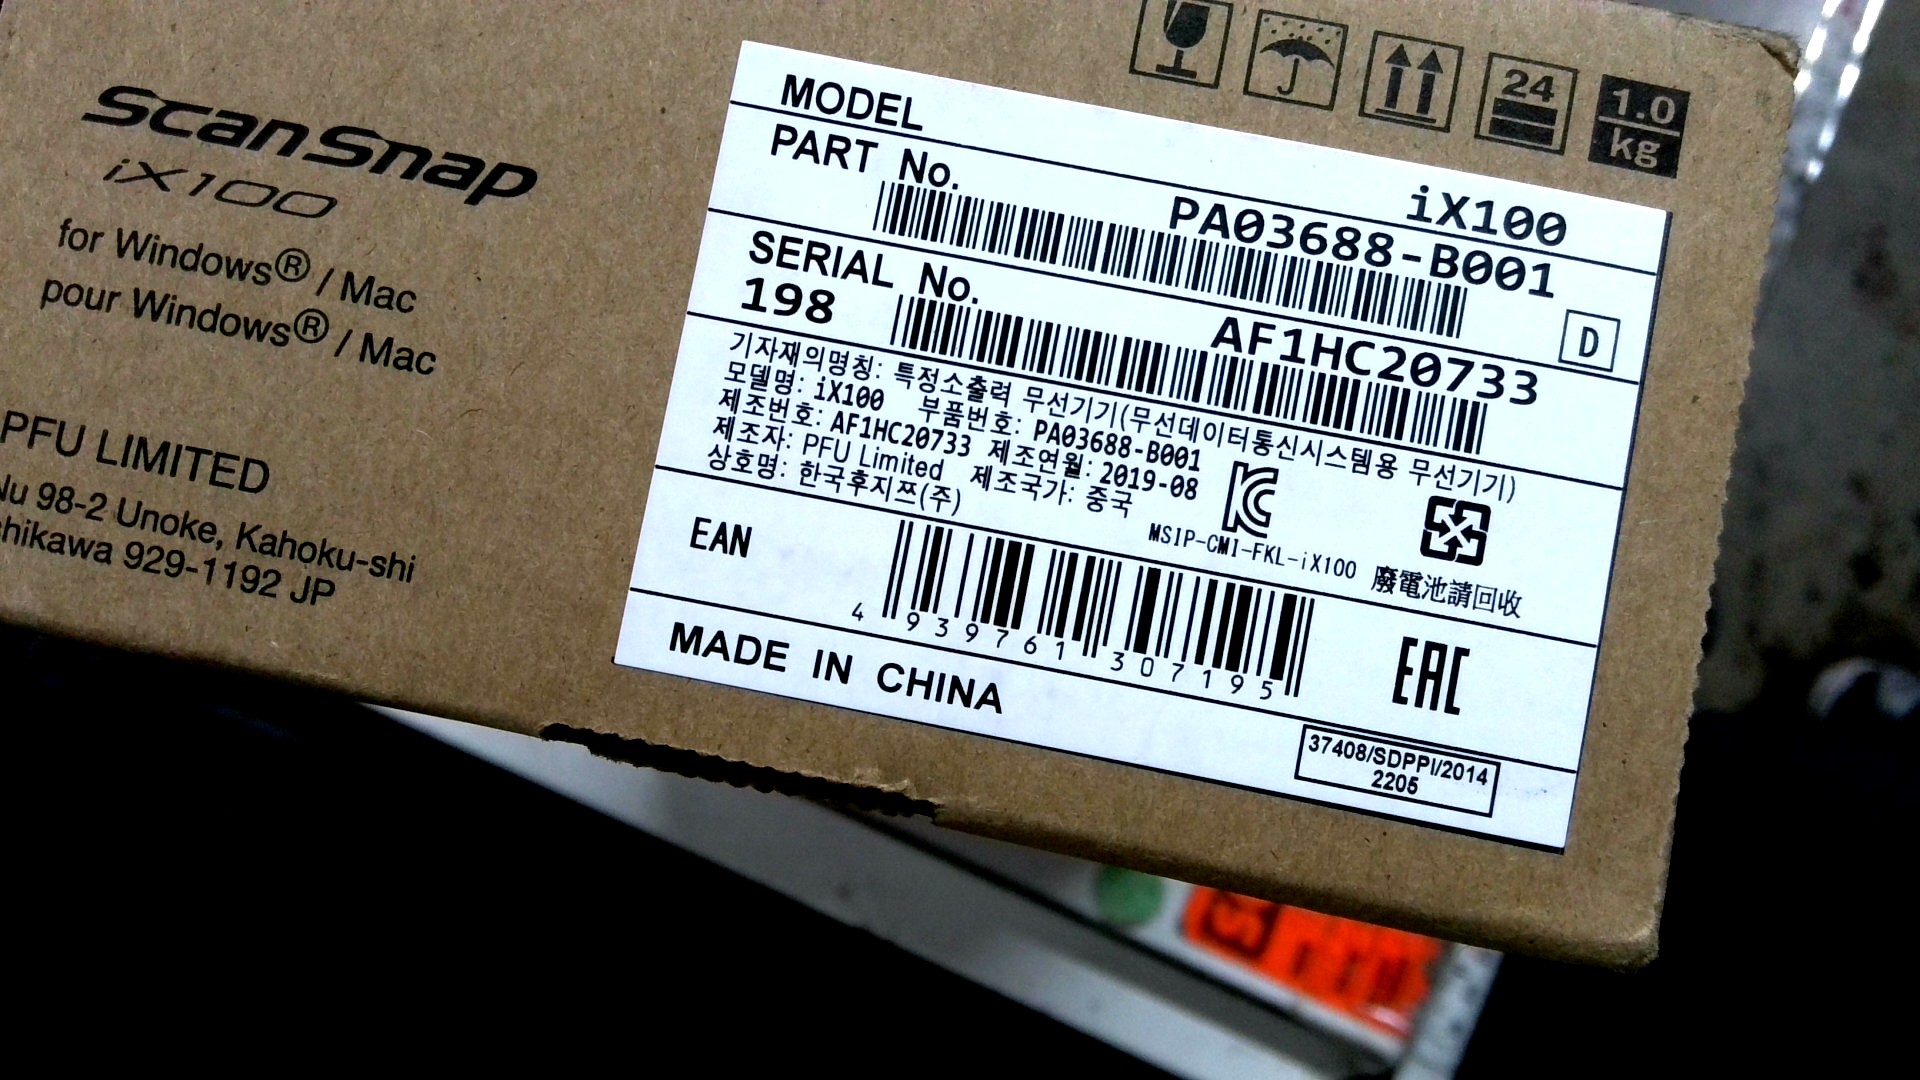 ScanSnap
iX100
for Windows® / Mac
pour Windows® / Mac
PFU LIMITED
98-2 Unoke, Kahoku-shi
929-1192 JP
24
1.0
kg
MODEL
iX100
PART No.
PA03688-B001
SERIAL No.
AF1HC20733
198
D
기자재의명칭: 특정소출력 무선기기(무선데이터통신시스템용 무선기기)
모델명: iX100 부품번호: PA03688-B001
제조번호: AF1HC20733 제조연월: 2019-08
제조자: PFU Limited 제조국가: 중국
상호명: 한국후지쯔(주)
MSIP-CMI-FKL-iX100
廢電池請回收
EAN
4 939761 307195
EAC
MADE IN CHINA
37408/SDPPI/2014
2205